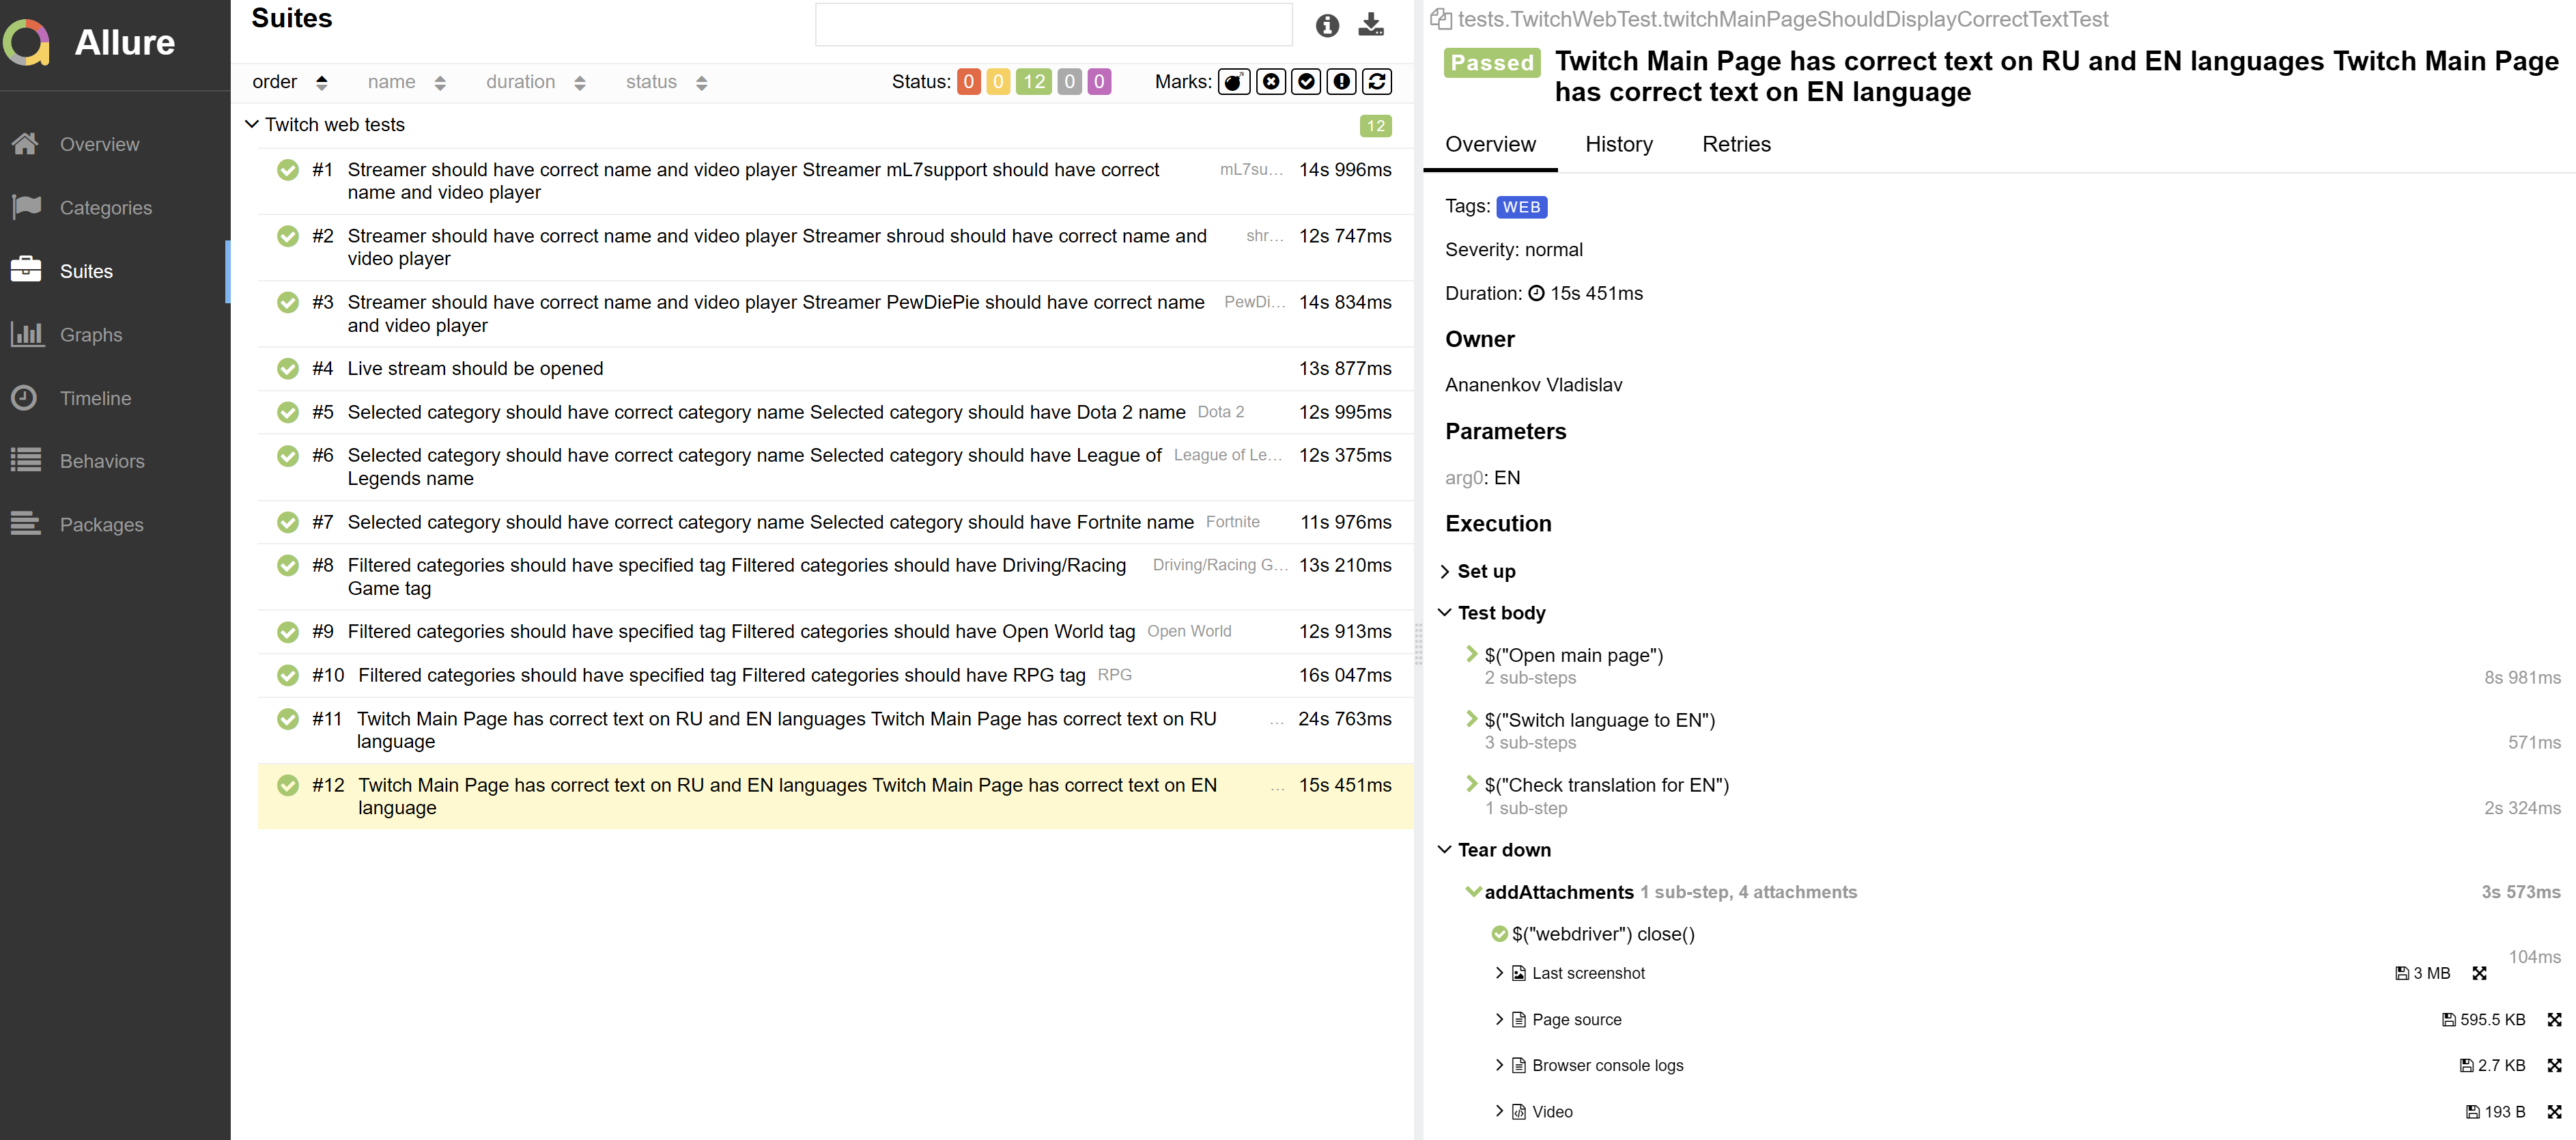 Allure
Overview
Categories
Suites
Graphs
Timeline
Behaviors
Packages
Suites
order name duration status Status: 0 0 12 0 0 Marks:
Twitch web tests 12
#1 Streamer should have correct name and video player Streamer mL7support should have correct mL7su... 14s 996ms
name and video player
#2 Streamer should have correct name and video player Streamer shroud should have correct name and shr... 12s 747ms
video player
#3 Streamer should have correct name and video player Streamer PewDiePie should have correct name PewDi... 14s 834ms
and video player
#4 Live stream should be opened 13s 877ms
#5 Selected category should have correct category name Selected category should have Dota 2 name Dota 2 12s 995ms
#6 Selected category should have correct category name Selected category should have League of League of Le... 12s 375ms
Legends name
#7 Selected category should have correct category name Selected category should have Fortnite name Fortnite 11s 976ms
#8 Filtered categories should have specified tag Filtered categories should have Driving/Racing Driving/Racing G... 13s 210ms
Game tag
#9 Filtered categories should have specified tag Filtered categories should have Open World tag Open World 12s 913ms
#10 Filtered categories should have specified tag Filtered categories should have RPG tag RPG 16s 047ms
#11 Twitch Main Page has correct text on RU and EN languages Twitch Main Page has correct text on RU ... 24s 763ms
language
#12 Twitch Main Page has correct text on RU and EN languages Twitch Main Page has correct text on EN ... 15s 451ms
language
tests.TwitchWebTest.twitchMainPageShouldDisplayCorrectTextTest
Passed Twitch Main Page has correct text on RU and EN languages Twitch Main Page
has correct text on EN language
Overview History Retries
Tags: WEB
Severity: normal
Duration: 15s 451ms
Owner
Ananenkov Vladislav
Parameters
arg0: EN
Execution
Set up
Test body
$("Open main page")
2 sub-steps 8s 981ms
$("Switch language to EN")
3 sub-steps 571ms
$("Check translation for EN")
1 sub-step 2s 324ms
Tear down
addAttachments 1 sub-step, 4 attachments 3s 573ms
$("webdriver") close()
104ms
Last screenshot 3 MB
Page source 595.5 KB
Browser console logs 2.7 KB
Video 193 B